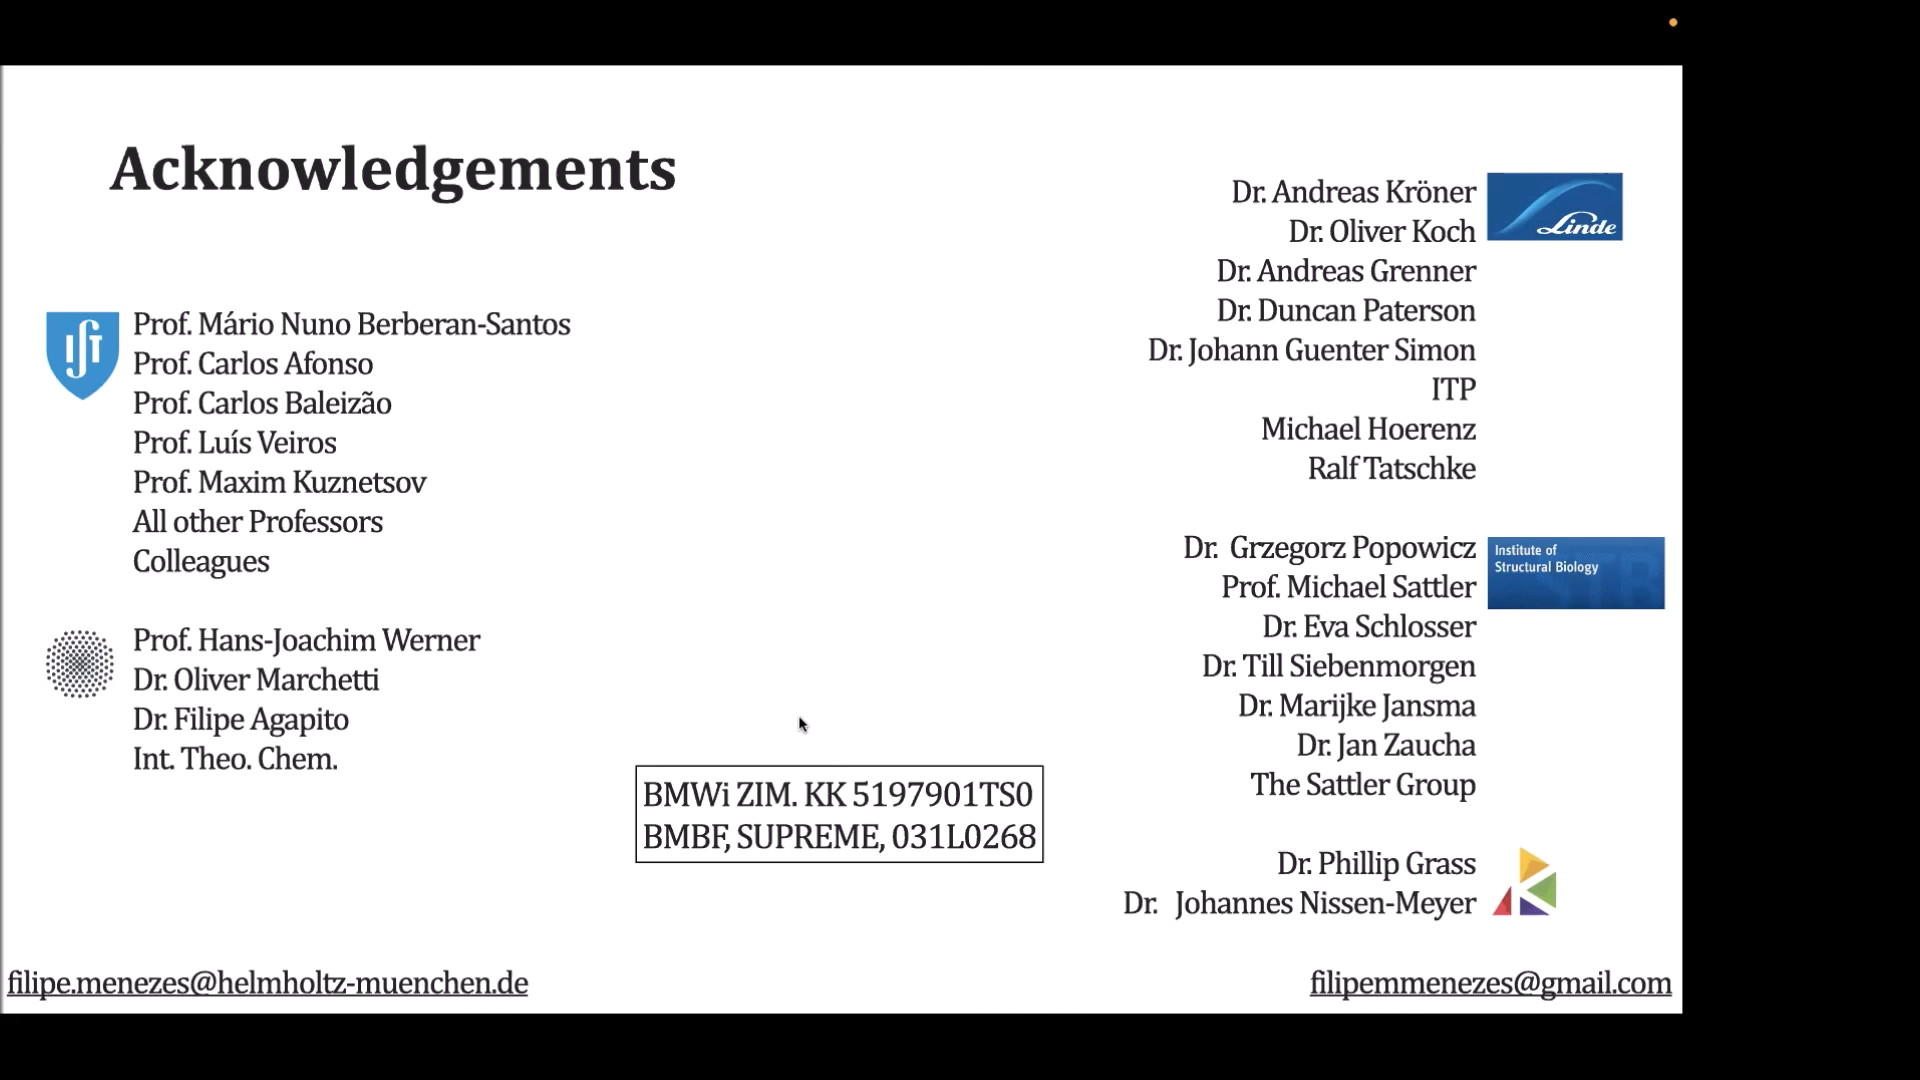 Acknowledgements
Prof. Mário Nuno Berberan-Santos
Prof. Carlos Afonso
Prof. Carlos Baleizão
Prof. Luís Veiros
Prof. Maxim Kuznetsov
All other Professors
Colleagues
Prof. Hans-Joachim Werner
Dr. Oliver Marchetti
Dr. Filipe Agapito
Int. Theo. Chem.
BMWi ZIM. KK 5197901TS0
BMBF, SUPREME, 031L0268
Dr. Andreas Kröner
Dr. Oliver Koch
Dr. Andreas Grenner
Dr. Duncan Paterson
Dr. Johann Guenter Simon
ITP
Michael Hoerenz
Ralf Tatschke
Linde
Dr. Grzegorz Popowicz
Prof. Michael Sattler
Dr. Eva Schlosser
Dr. Till Siebenmorgen
Dr. Marijke Jansma
Dr. Jan Zaucha
The Sattler Group
Institute of
Structural Biology
STB
Dr. Phillip Grass
Dr. Johannes Nissen-Meyer
filipe.menezes@helmholtz-muenchen.de
filipemmenezes@gmail.com